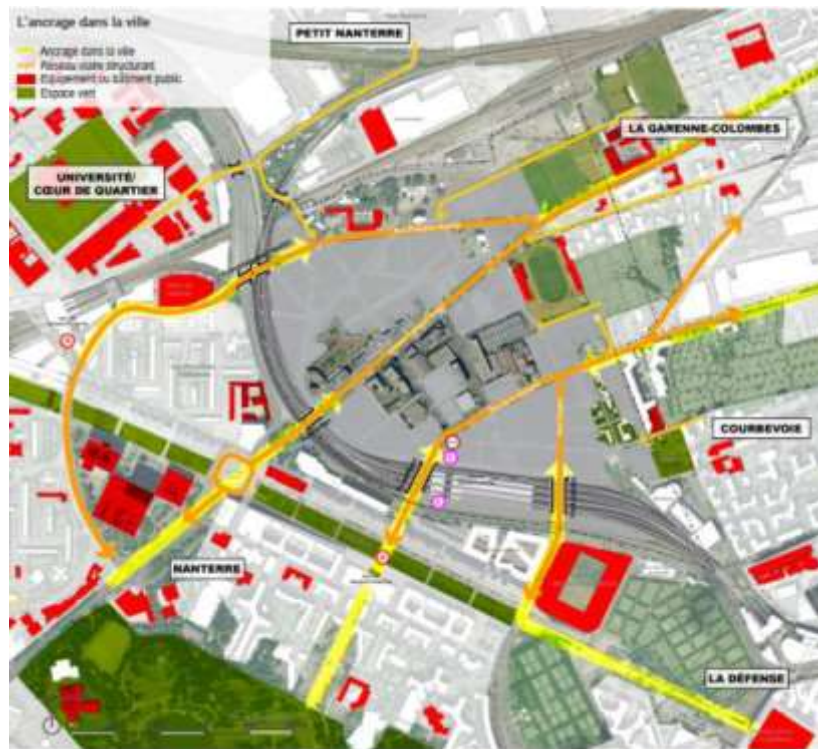 L'ancrage dans la ville
Ancrage dans la ville
Réseau viaire structurant
Equipement ou bâtiment public
Espace vert
PETIT NANTERRE
LA GARENNE-COLOMBES
UNIVERSITÉ/
CŒUR DE QUARTIER
COURBEVOIE
NANTERRE
LA DÉFENSE